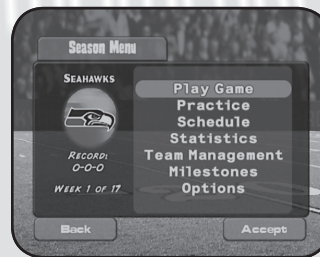 Season Menu
SEAHAWKS
RECORD:
0-0-0
WEEK 1 OF 17
Play Game
Practice
Schedule
Statistics
Team Management
Milestones
Options
Back
Accept